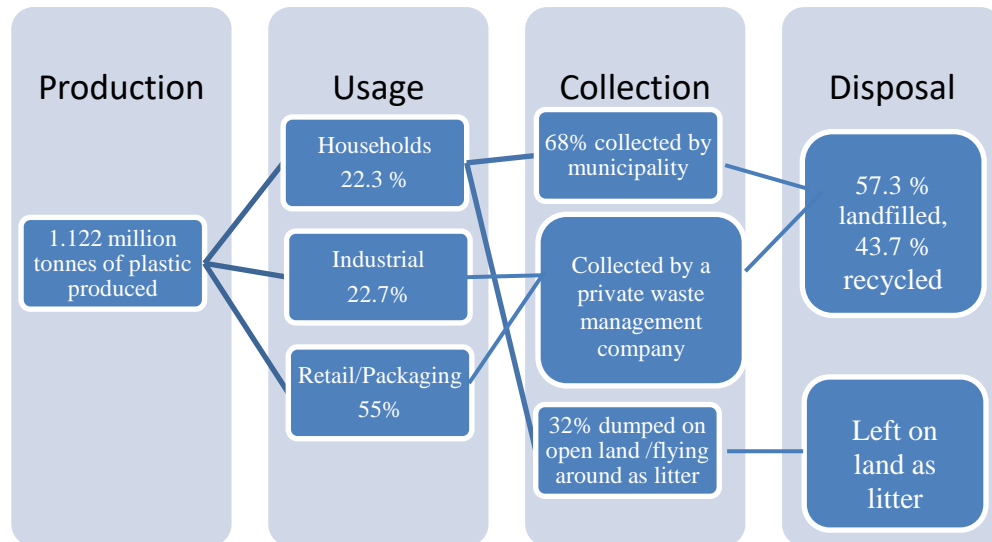 Production
1.122 million
tonnes of plastic
produced
Usage
Households
22.3 %
Industrial
22.7%
Retail/Packaging
55%
Collection
68% collected by
municipality
Collected by a
private waste
management
company
32% dumped on
open land /flying
around as litter
Disposal
57.3 %
landfilled,
43.7 %
recycled
Left on
land as
litter